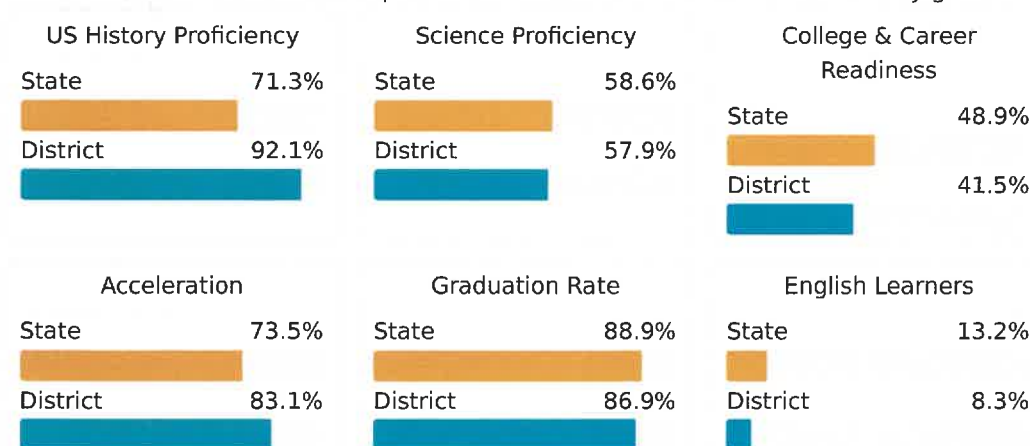 US History Proficiency
State 71.3%
District 92.1%
Science Proficiency
State 58.6%
District 57.9%
College & Career
Readiness
State 48.9%
District 41.5%
Acceleration
State 73.5%
District 83.1%
Graduation Rate
State 88.9%
District 86.9%
English Learners
State 13.2%
District 8.3%